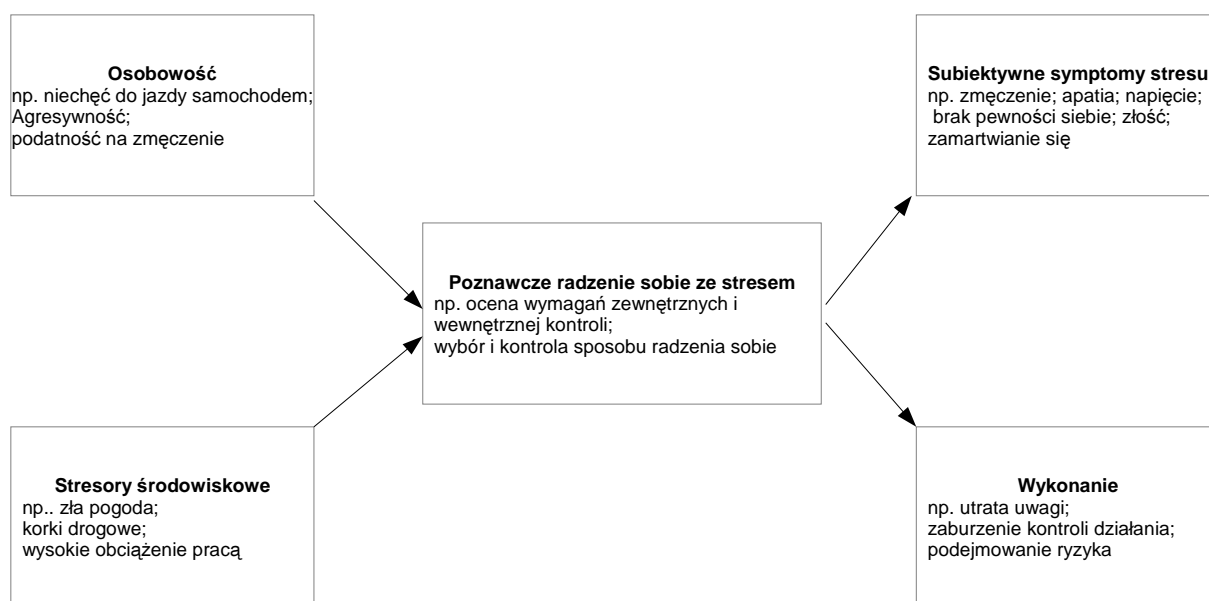 Osobowość
np. niechęć do jazdy samochodem;
Agresywność;
podatność na zmęczenie
Subiektywne symptomy stresu
np. zmęczenie; apatia; napięcie;
brak pewności siebie; złość;
zamartwianie się
Poznawcze radzenie sobie ze stresem
np. ocena wymagań zewnętrznych i
wewnętrznej kontroli;
wybór i kontrola sposobu radzenia sobie
Stresory środowiskowe
np.. zła pogoda;
korki drogowe;
wysokie obciążenie pracą
Wykonanie
np. utrata uwagi;
zaburzenie kontroli działania;
podejmowanie ryzyka